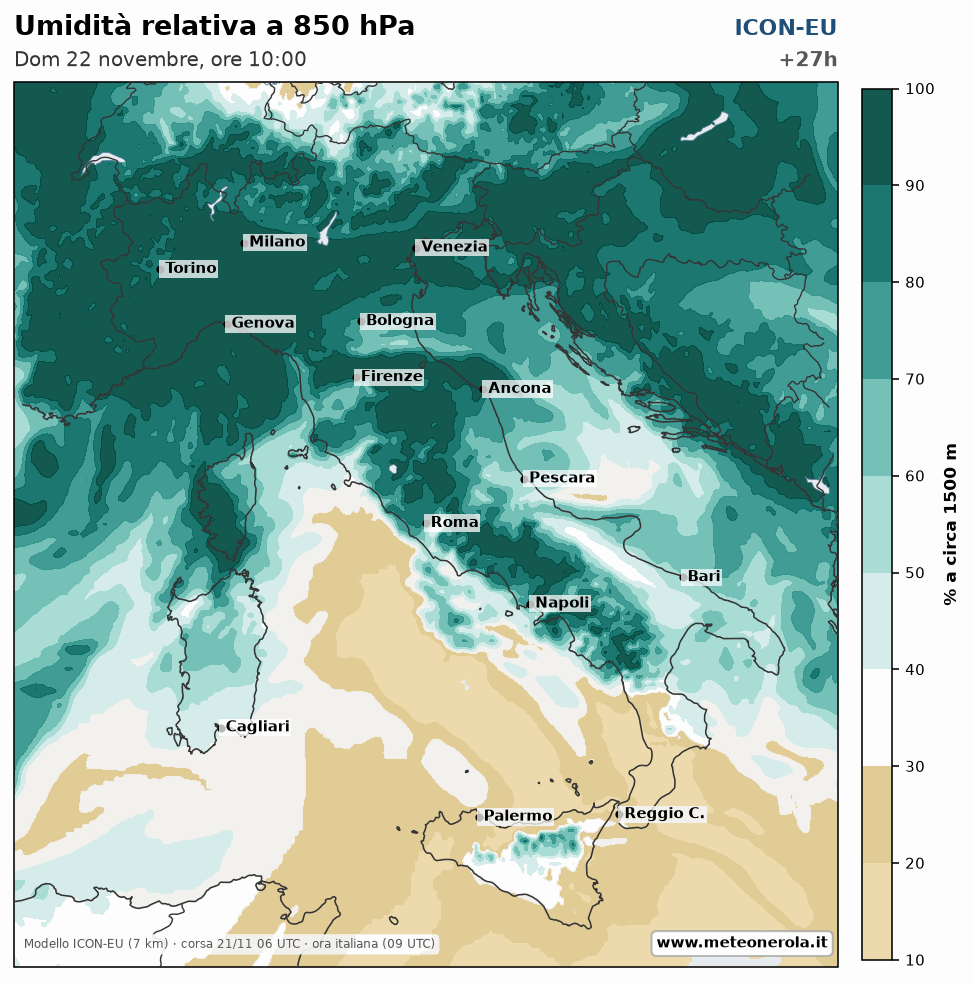 Umidità relativa a 850 hPa
ICON-EU
Dom 22 novembre, ore 10:00
+27h
100
90
80
70
60
50
40
30
20
10
% a circa 1500 m
Milano
Venezia
Torino
Genova
Bologna
Firenze
Ancona
Pescara
Roma
Bari
Napoli
Cagliari
Palermo
Reggio C.
Modello ICON-EU (7 km) · corsa 21/11 06 UTC · ora italiana (09 UTC)
www.meteonerola.it